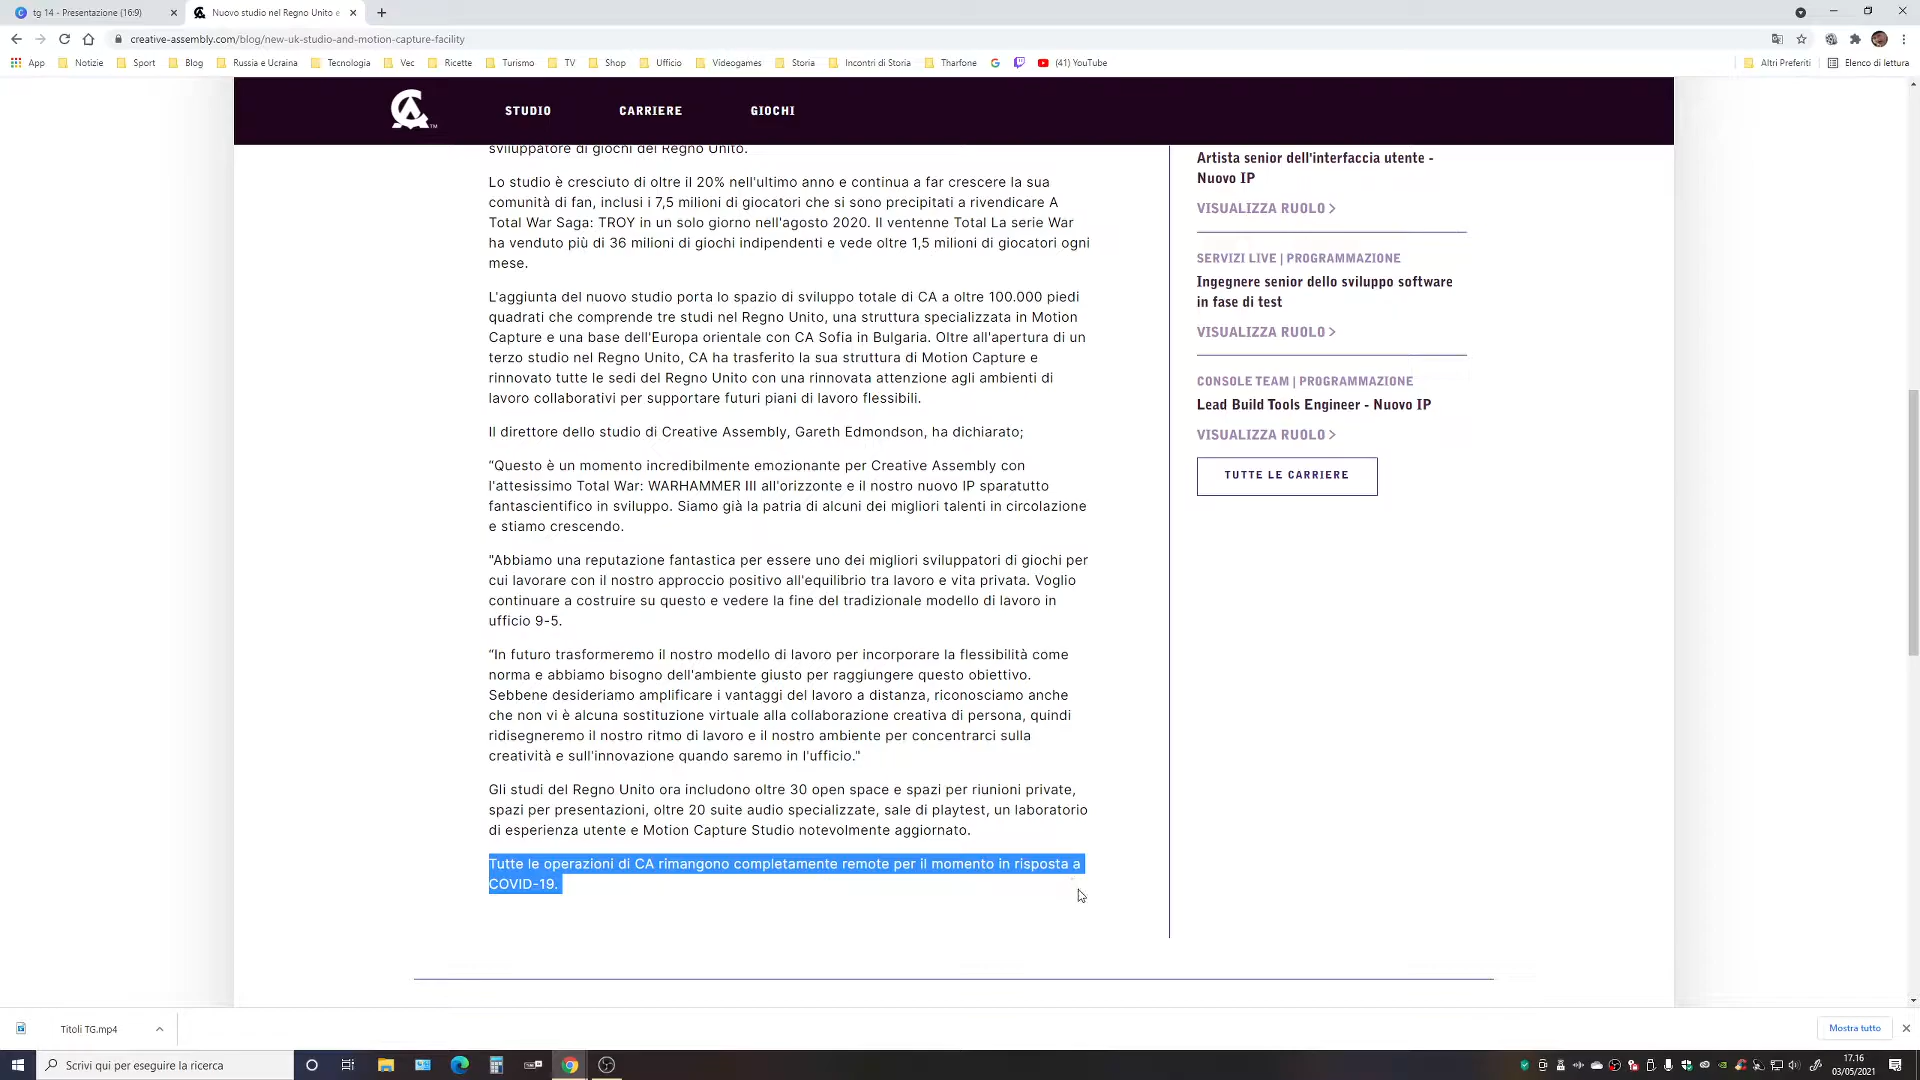 tg 14 - Presentazione (16:9)
Nuovo studio nel Regno Unito e
creative-assembly.com/blog/new-uk-studio-and-motion-capture-facility
App
Notizie
Sport
Blog
Russia e Ucraina
Tecnologia
Vec
Ricette
Turismo
TV
Shop
Ufficio
Videogames
Storia
Incontri di Storia
Tharfone
(41) YouTube
Altri Preferiti
Elenco di lettura
STUDIO
CARRIERE
GIOCHI
sviluppatore di giochi del Regno Unito.
Lo studio è cresciuto di oltre il 20% nell'ultimo anno e continua a far crescere la sua
comunità di fan, inclusi i 7,5 milioni di giocatori che si sono precipitati a rivendicare A
Total War Saga: TROY in un solo giorno nell'agosto 2020. Il ventenne Total La serie War
ha venduto più di 36 milioni di giochi indipendenti e vede oltre 1,5 milioni di giocatori ogni
mese.
L'aggiunta del nuovo studio porta lo spazio di sviluppo totale di CA a oltre 100.000 piedi
quadrati che comprende tre studi nel Regno Unito, una struttura specializzata in Motion
Capture e una base dell'Europa orientale con CA Sofia in Bulgaria. Oltre all'apertura di un
terzo studio nel Regno Unito, CA ha trasferito la sua struttura di Motion Capture e
rinnovato tutte le sedi del Regno Unito con una rinnovata attenzione agli ambienti di
lavoro collaborativi per supportare futuri piani di lavoro flessibili.
Il direttore dello studio di Creative Assembly, Gareth Edmondson, ha dichiarato;
“Questo è un momento incredibilmente emozionante per Creative Assembly con
l'attesissimo Total War: WARHAMMER III all'orizzonte e il nostro nuovo IP sparatutto
fantascientifico in sviluppo. Siamo già la patria di alcuni dei migliori talenti in circolazione
e stiamo crescendo.
"Abbiamo una reputazione fantastica per essere uno dei migliori sviluppatori di giochi per
cui lavorare con il nostro approccio positivo all'equilibrio tra lavoro e vita privata. Voglio
continuare a costruire su questo e vedere la fine del tradizionale modello di lavoro in
ufficio 9-5.
“In futuro trasformeremo il nostro modello di lavoro per incorporare la flessibilità come
norma e abbiamo bisogno dell'ambiente giusto per raggiungere questo obiettivo.
Sebbene desideriamo amplificare i vantaggi del lavoro a distanza, riconosciamo anche
che non vi è alcuna sostituzione virtuale alla collaborazione creativa di persona, quindi
ridisegneremo il nostro ritmo di lavoro e il nostro ambiente per concentrarci sulla
creatività e sull'innovazione quando saremo in l'ufficio."
Gli studi del Regno Unito ora includono oltre 30 open space e spazi per riunioni private,
spazi per presentazioni, oltre 20 suite audio specializzate, sale di playtest, un laboratorio
di esperienza utente e Motion Capture Studio notevolmente aggiornato.
Tutte le operazioni di CA rimangono completamente remote per il momento in risposta a
COVID-19.
Artista senior dell'interfaccia utente -
Nuovo IP
VISUALIZZA RUOLO >
SERVIZI LIVE | PROGRAMMAZIONE
Ingegnere senior dello sviluppo software
in fase di test
VISUALIZZA RUOLO >
CONSOLE TEAM | PROGRAMMAZIONE
Lead Build Tools Engineer - Nuovo IP
VISUALIZZA RUOLO >
TUTTE LE CARRIERE
Titoli TG.mp4
Mostra tutto
Scrivi qui per eseguire la ricerca
17.16
03/05/2021